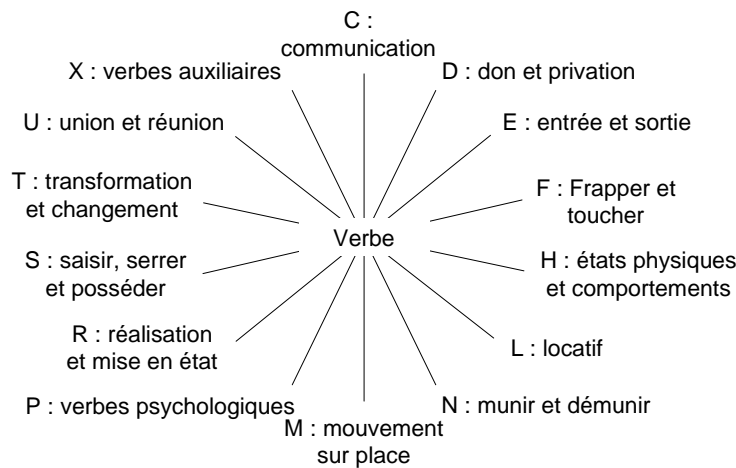 C :
communication
X : verbes auxiliaires
D : don et privation
U : union et réunion
E : entrée et sortie
T : transformation
et changement
F : Frapper et
toucher
Verbe
S : saisir, serrer
et posséder
H : états physiques
et comportements
R : réalisation
et mise en état
L : locatif
P : verbes psychologiques
N : munir et démunir
M : mouvement
sur place